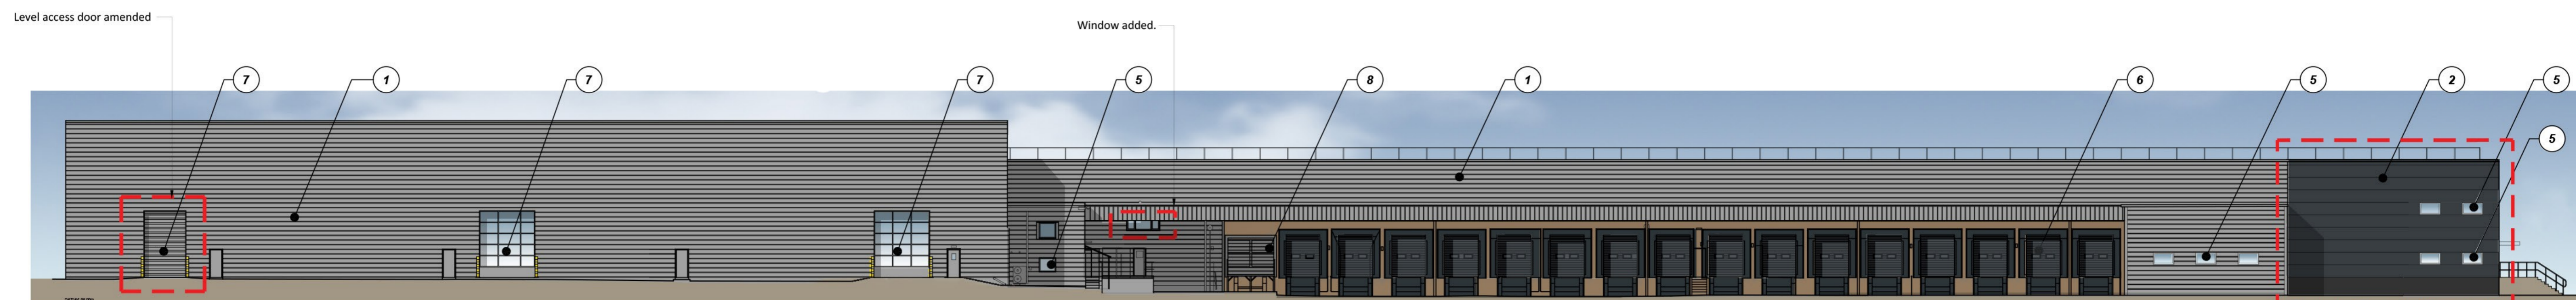 Level access door amended
Window added.
7 1 7 7 5 8 1 6 5 2 5
5